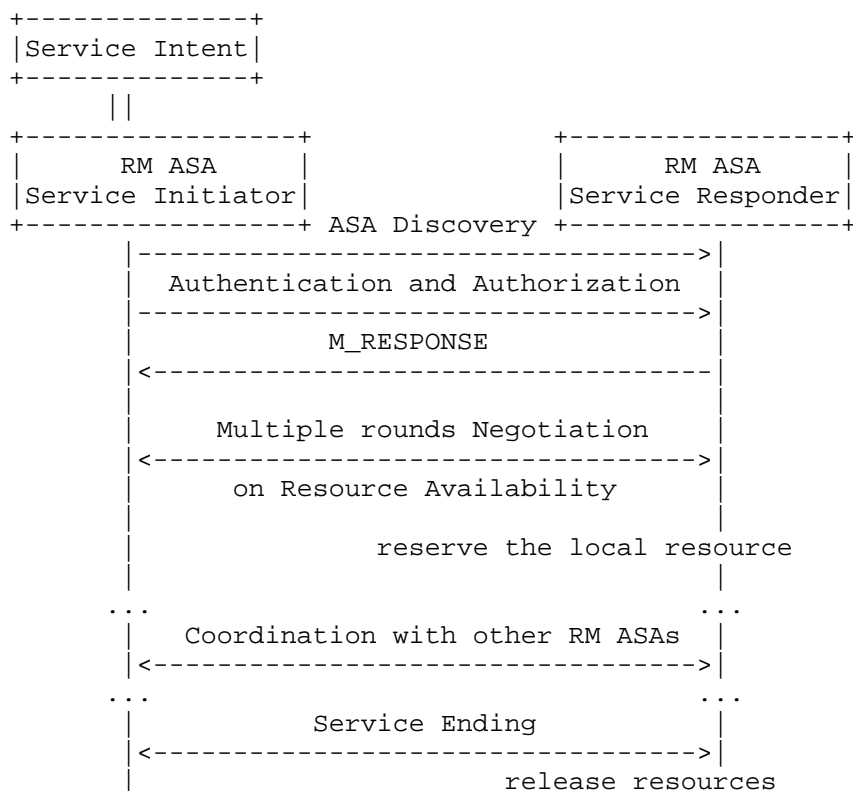 Service Intent
RM ASA RM ASA
Service Initiator Service Responder
ASA Discovery
Authentication and Authorization
M_RESPONSE
Multiple rounds Negotiation
on Resource Availability
reserve the local resource
... ...
Coordination with other RM ASAs
... ...
Service Ending
release resources